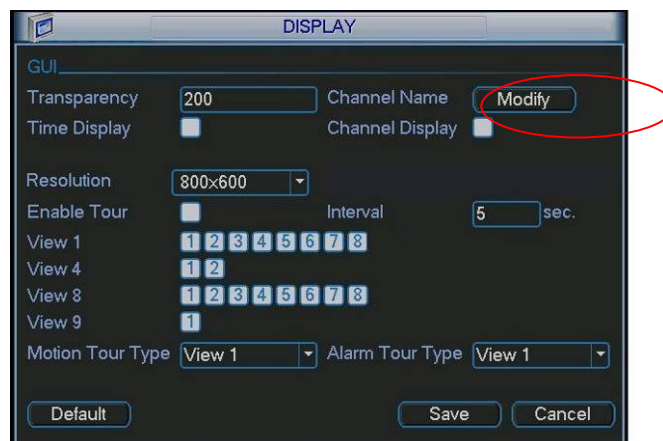 DISPLAY
GUI
Transparency 200 Channel Name Modify
Time Display Channel Display
Resolution 800x600
Enable Tour Interval 5 sec.
View 1 1 2 3 4 5 6 7 8
View 4 1 2
View 8 1 2 3 4 5 6 7 8
View 9 1
Motion Tour Type View 1 Alarm Tour Type View 1
Default Save Cancel